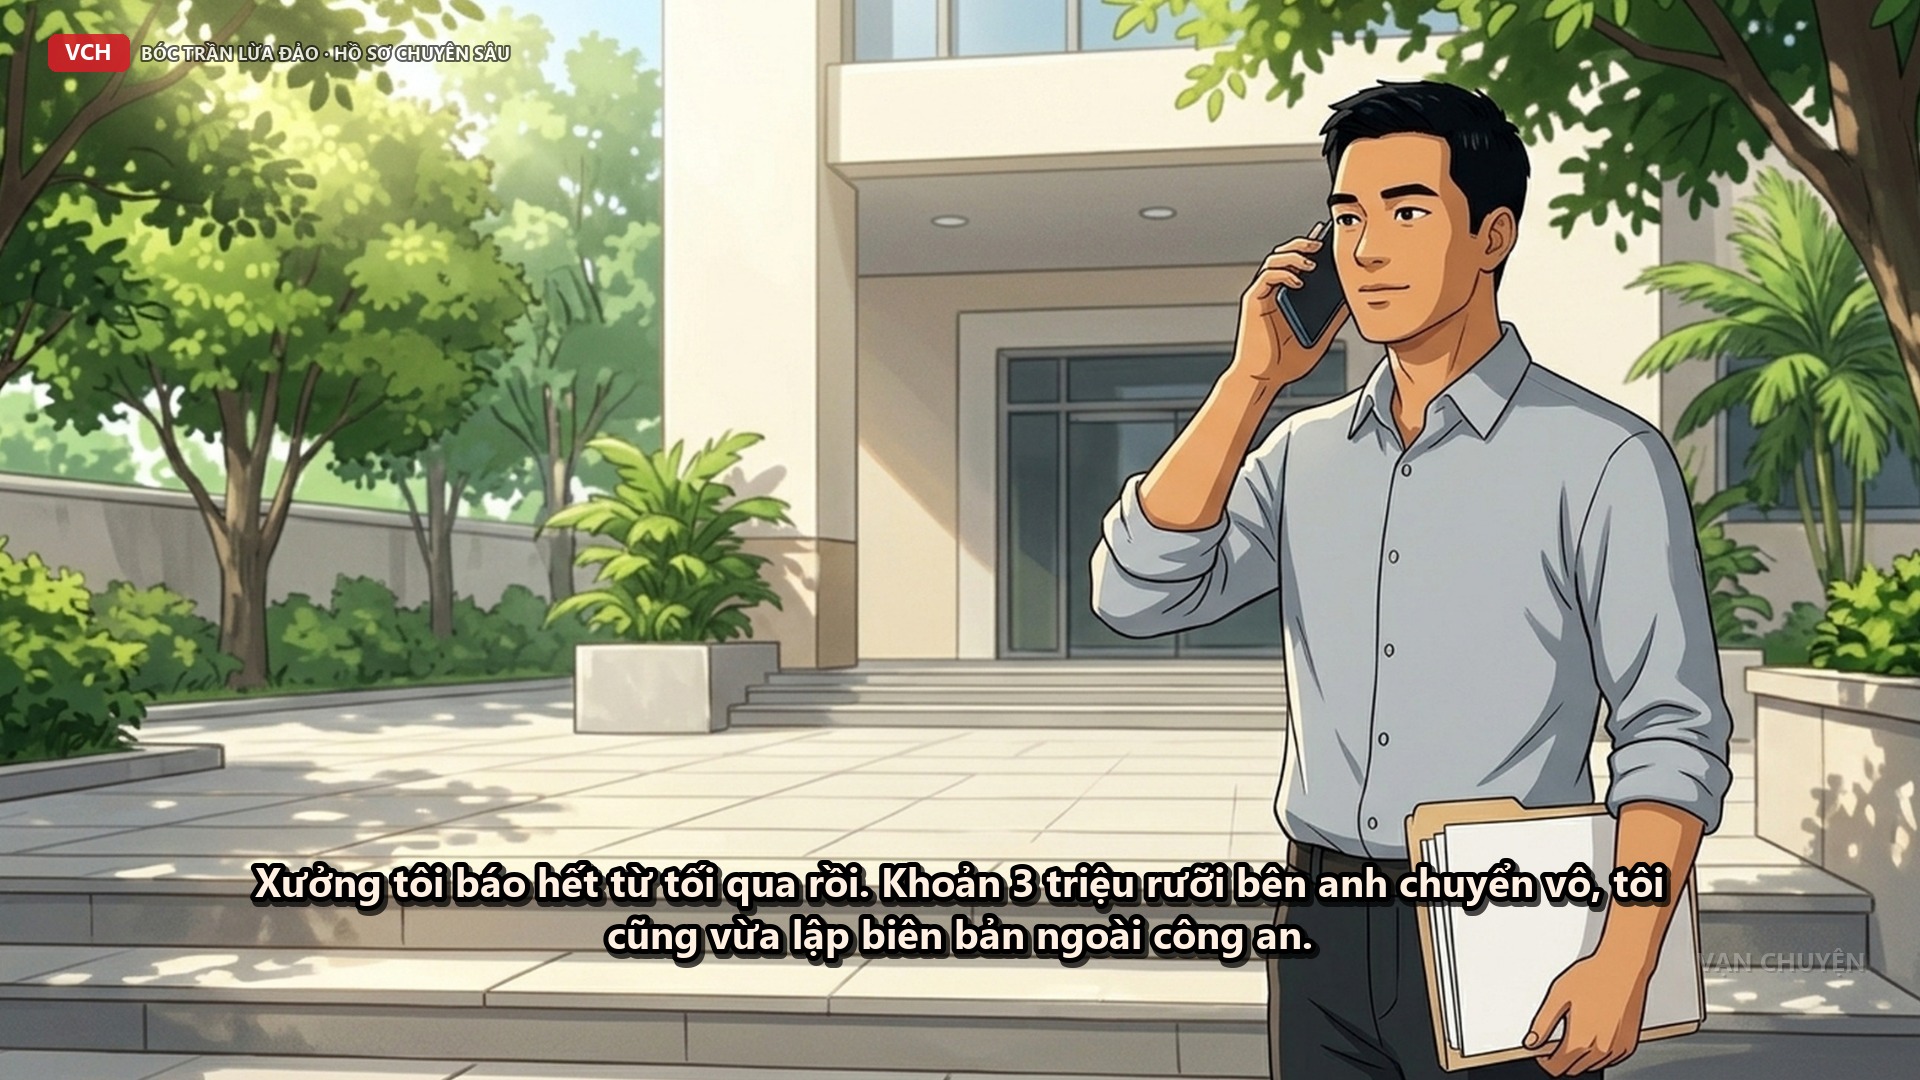 VCH BÓC TRẦN LỪA ĐẢO · HỒ SƠ CHUYÊN SÂU
Xưởng tôi báo hết từ tối qua rồi. Khoản 3 triệu rưỡi bên anh chuyển vô, tôi
cũng vừa lập biên bản ngoài công an.
VẠN CHUYỆN